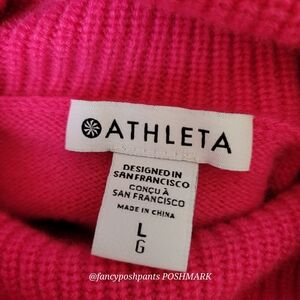 ATHLETA
DESIGNED IN
SAN FRANCISCO
CONÇU À
SAN FRANCISCO
MADE IN CHINA
L
G
@fancyposhpants POSHMARK